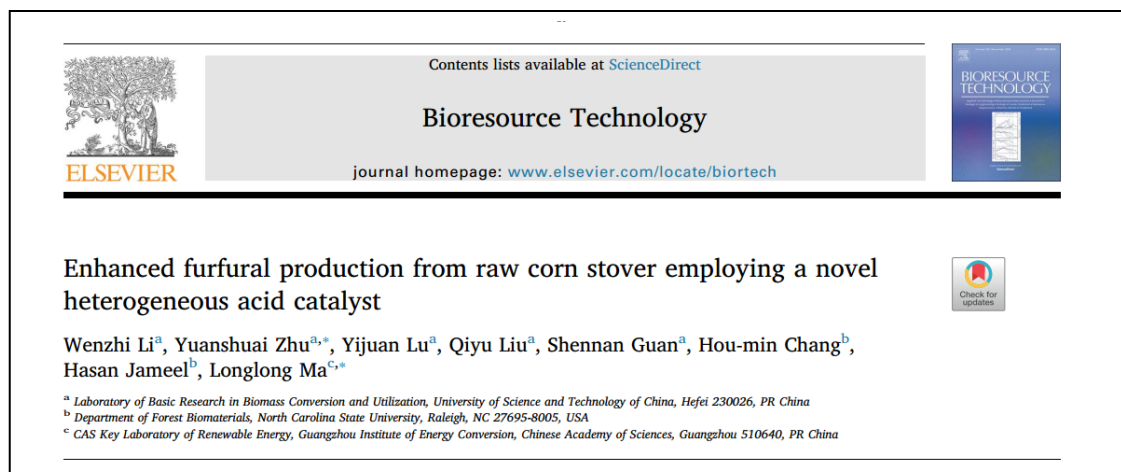 Contents lists available at ScienceDirect
Bioresource Technology
journal homepage: www.elsevier.com/locate/biortech
ELSEVIER
BIORESOURCE
TECHNOLOGY
Enhanced furfural production from raw corn stover employing a novel
heterogeneous acid catalyst
Check for
updates
Wenzhi Liᵃ, Yuanshuai Zhuᵃ,*, Yijuan Luᵃ, Qiyu Liuᵃ, Shennan Guanᵃ, Hou-min Changᵇ,
Hasan Jameelᵇ, Longlong Maᶜ,*
ᵃ Laboratory of Basic Research in Biomass Conversion and Utilization, University of Science and Technology of China, Hefei 230026, PR China
ᵇ Department of Forest Biomaterials, North Carolina State University, Raleigh, NC 27695-8005, USA
ᶜ CAS Key Laboratory of Renewable Energy, Guangzhou Institute of Energy Conversion, Chinese Academy of Sciences, Guangzhou 510640, PR China